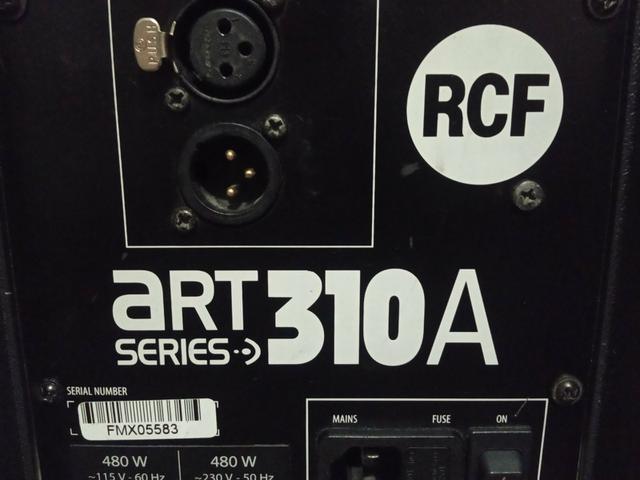 PUSH
RCF
aRT
SERIES
310A
SERIAL NUMBER
FMX05583
MAINS FUSE ON
480 W 480 W
~115 V - 60 Hz ~230 V - 50 Hz